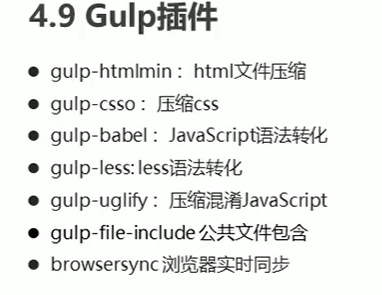 4.9 Gulp插件
● gulp-htmlmin： html文件压缩
● gulp-csso： 压缩css
● gulp-babel： JavaScript语法转化
● gulp-less: less语法转化
● gulp-uglify： 压缩混淆JavaScript
● gulp-file-include 公共文件包含
● browsersync 浏览器实时同步